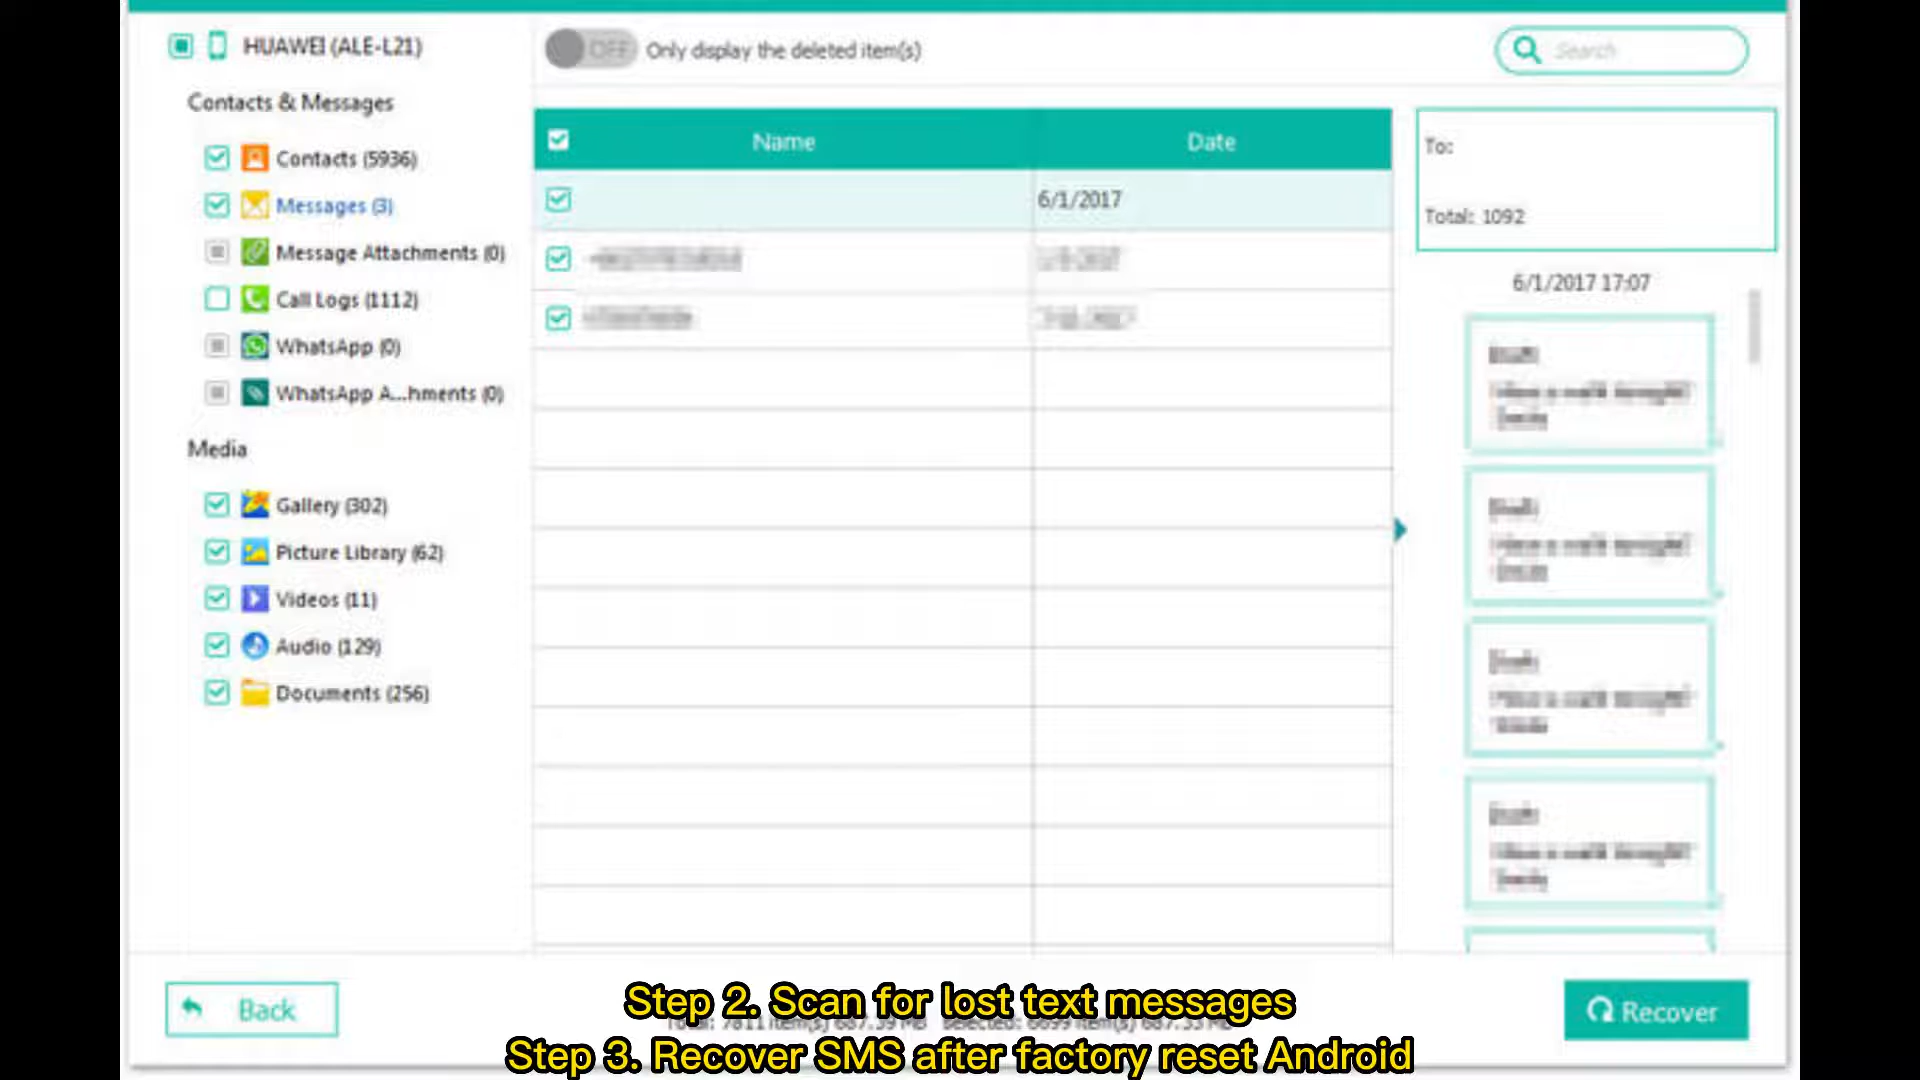 HUAWEI (ALE-L21)
OFF Only display the deleted item(s)
Search
Contacts & Messages
Contacts (5936)
Messages (3)
Message Attachments (0)
Call Logs (1112)
WhatsApp (0)
WhatsApp A...hments (0)
Media
Gallery (302)
Picture Library (62)
Videos (11)
Audio (129)
Documents (256)
Name Date
6/1/2017
To:
Total: 1092
6/1/2017 17:07
Back
Recover
Step 2. Scan for lost text messages
Step 3. Recover SMS after factory reset Android